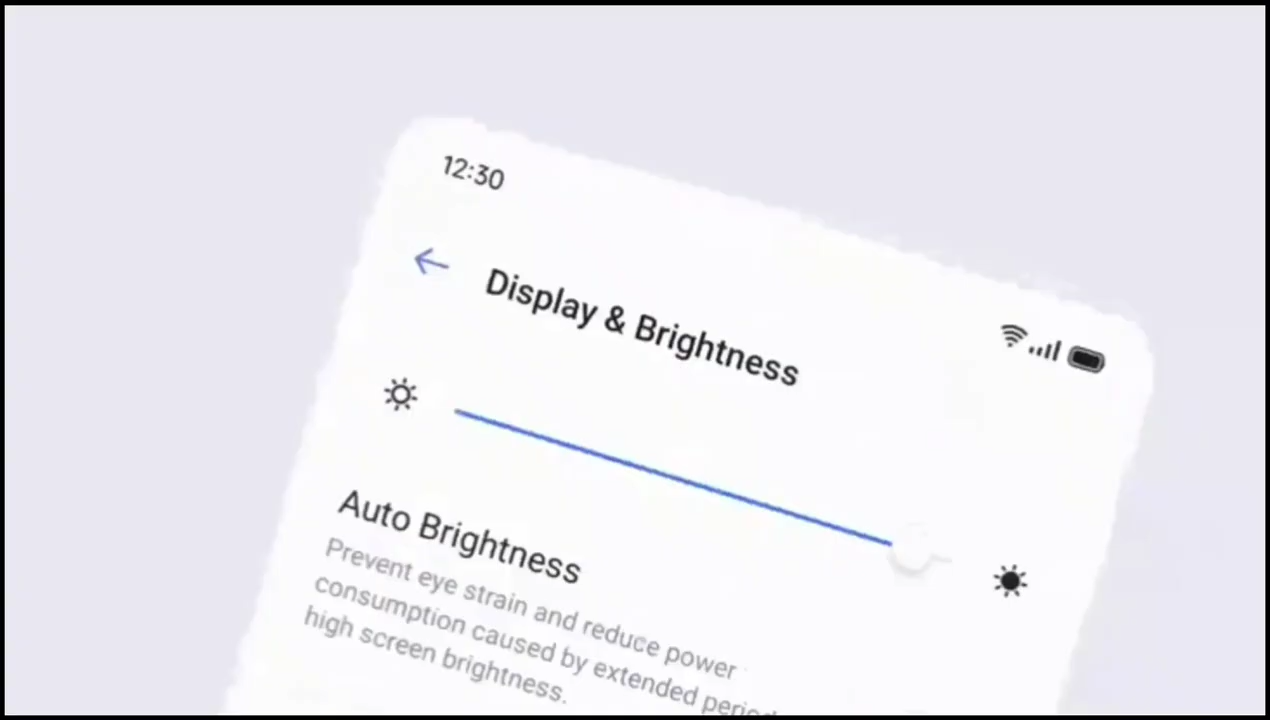 12:30
Display & Brightness
Auto Brightness
Prevent eye strain and reduce power
consumption caused by extended
high screen brightness.